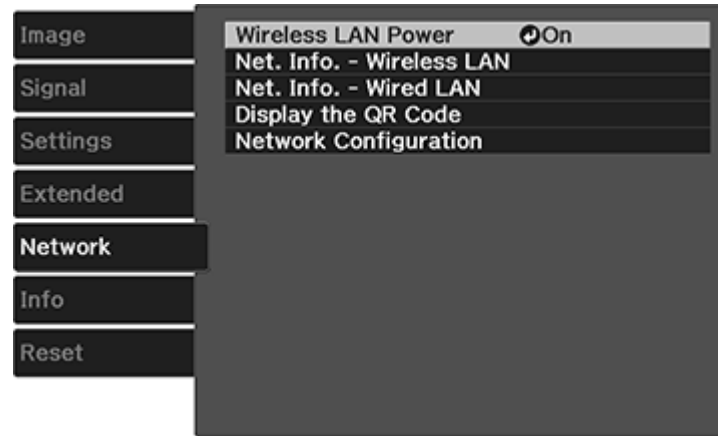 Image
Signal
Settings
Extended
Network
Info
Reset
Wireless LAN Power On
Net. Info. - Wireless LAN
Net. Info. - Wired LAN
Display the QR Code
Network Configuration